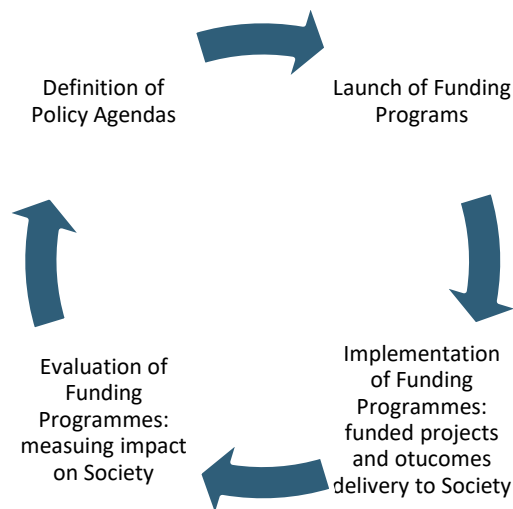 Definition of
Policy Agendas
Launch of Funding
Programs
Implementation
of Funding
Programmes:
funded projects
and otucomes
delivery to Society
Evaluation of
Funding
Programmes:
measuing impact
on Society